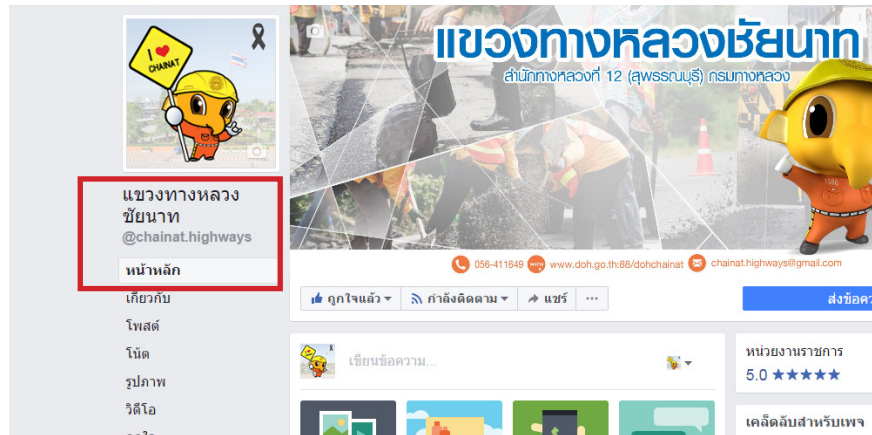 I ❤ CHAINAT
แขวงทางหลวงชัยนาท
สำนักทางหลวงที่ 12 (สุพรรณบุรี) กรมทางหลวง
1586
056-411649 www.doh.go.th:88/dohchainat chainat.highways@gmail.com
แขวงทางหลวง
ชัยนาท
@chainat.highways
หน้าหลัก
เกี่ยวกับ
โพสต์
โน้ต
รูปภาพ
วิดีโอ
ถูกใจแล้ว กำลังติดตาม แชร์ ...
ส่งข้อคว
เขียนข้อความ...
หน่วยงานราชการ
5.0 ★★★★★
เคล็ดลับสำหรับเพจ